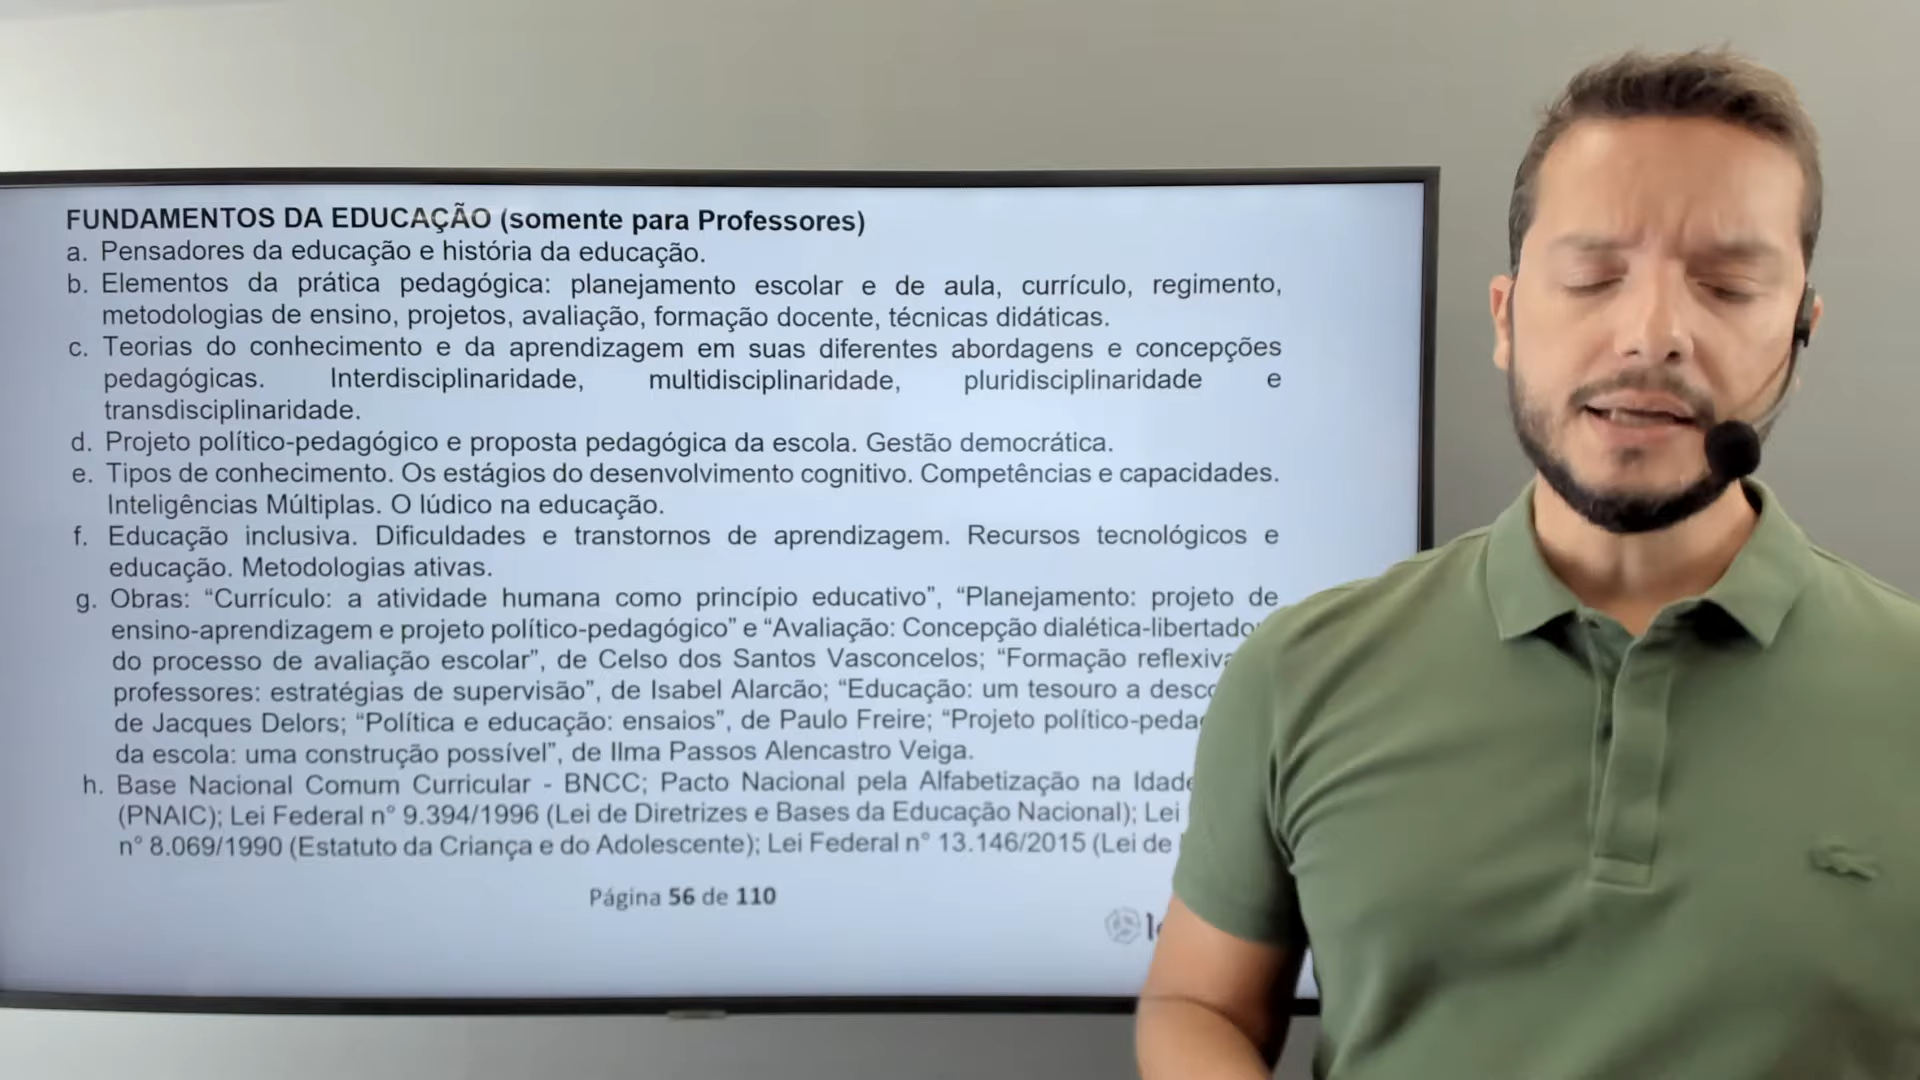 FUNDAMENTOS DA EDUCAÇÃO (somente para Professores)
a. Pensadores da educação e história da educação.
b. Elementos da prática pedagógica: planejamento escolar e de aula, currículo, regimento,
metodologias de ensino, projetos, avaliação, formação docente, técnicas didáticas.
c. Teorias do conhecimento e da aprendizagem em suas diferentes abordagens e concepções
pedagógicas. Interdisciplinaridade, multidisciplinaridade, pluridisciplinaridade e
transdisciplinaridade.
d. Projeto político-pedagógico e proposta pedagógica da escola. Gestão democrática.
e. Tipos de conhecimento. Os estágios do desenvolvimento cognitivo. Competências e capacidades.
Inteligências Múltiplas. O lúdico na educação.
f. Educação inclusiva. Dificuldades e transtornos de aprendizagem. Recursos tecnológicos e
educação. Metodologias ativas.
g. Obras: “Currículo: a atividade humana como princípio educativo”, “Planejamento: projeto de
ensino-aprendizagem e projeto político-pedagógico” e “Avaliação: Concepção dialética-
do processo de avaliação escolar”, de Celso dos Santos Vasconcelos; “Formação
professores: estratégias de supervisão”, de Isabel Alarcão; “Educação: um tesouro a
de Jacques Delors; “Política e educação: ensaios”, de Paulo Freire; “Projeto
da escola: uma construção possível”, de Ilma Passos Alencastro Veiga.
h. Base Nacional Comum Curricular - BNCC; Pacto Nacional pela Alfabetização na
(PNAIC); Lei Federal n° 9.394/1996 (Lei de Diretrizes e Bases da Educação Nacional); Lei
n° 8.069/1990 (Estatuto da Criança e do Adolescente); Lei Federal n° 13.146/2015 (Lei de
Página 56 de 110